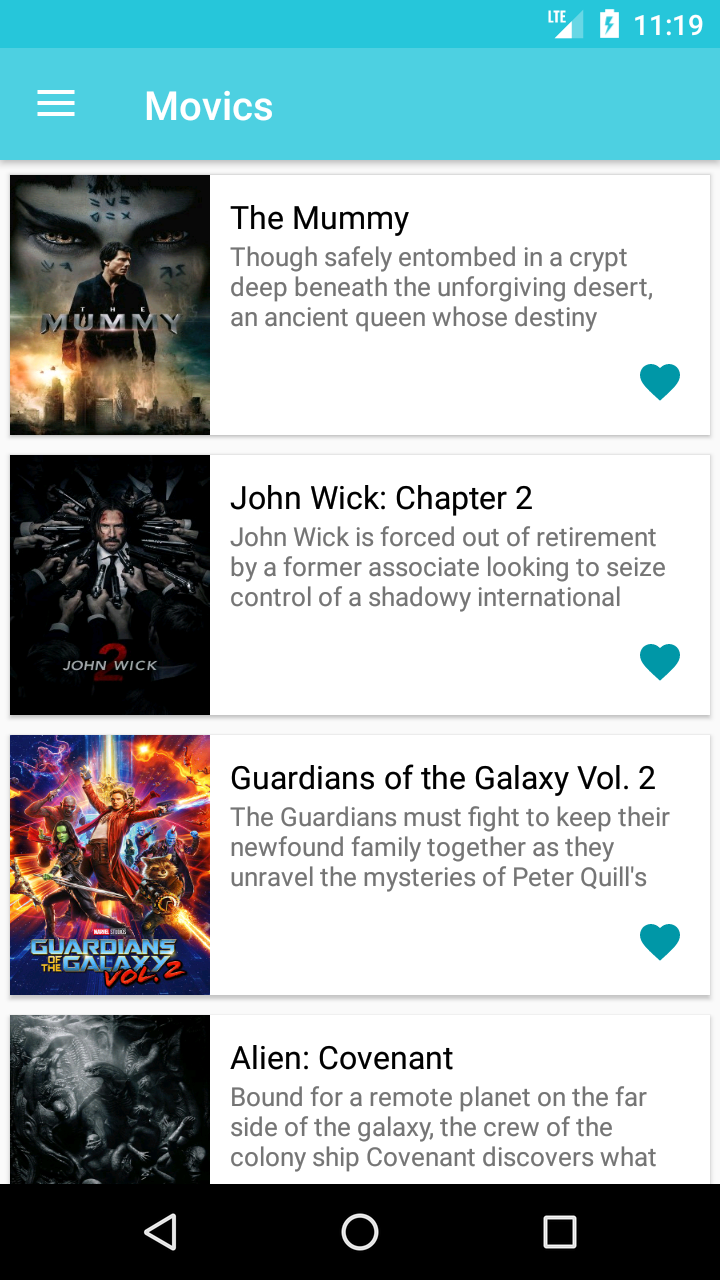 LTE 11:19
Movics
THE
MUMMY
The Mummy
Though safely entombed in a crypt
deep beneath the unforgiving desert,
an ancient queen whose destiny
2
JOHN WICK
John Wick: Chapter 2
John Wick is forced out of retirement
by a former associate looking to seize
control of a shadowy international
MARVEL STUDIOS
GUARDIANS
OF THE GALAXY
VOL. 2
Guardians of the Galaxy Vol. 2
The Guardians must fight to keep their
newfound family together as they
unravel the mysteries of Peter Quill's
Alien: Covenant
Bound for a remote planet on the far
side of the galaxy, the crew of the
colony ship Covenant discovers what